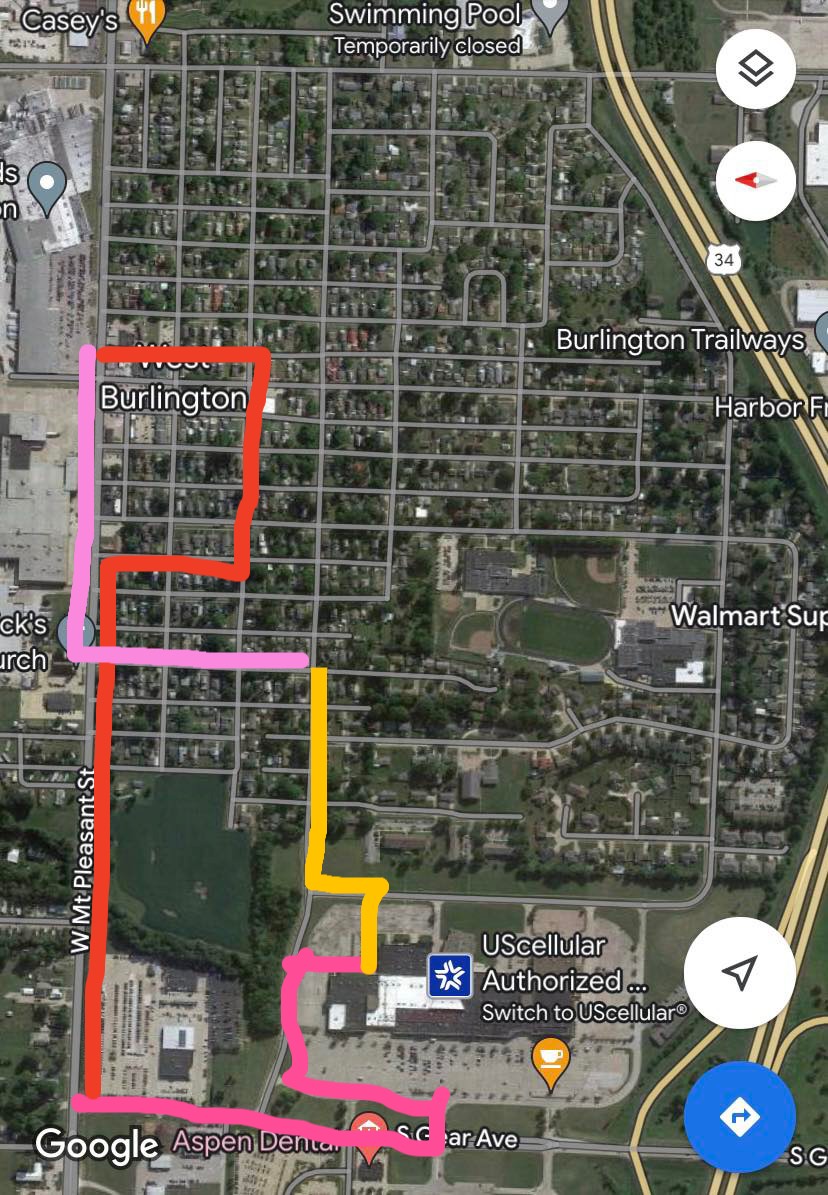 Casey's
Swimming Pool
Temporarily closed
ds
on
34
Burlington Trailways
West
Burlington
Harbor Fr
Walmart Sup
ck's
urch
W Mt Pleasant St
UScellular
Authorized ...
Switch to UScellular®
Google
Aspen Dental
S Gear Ave
S G